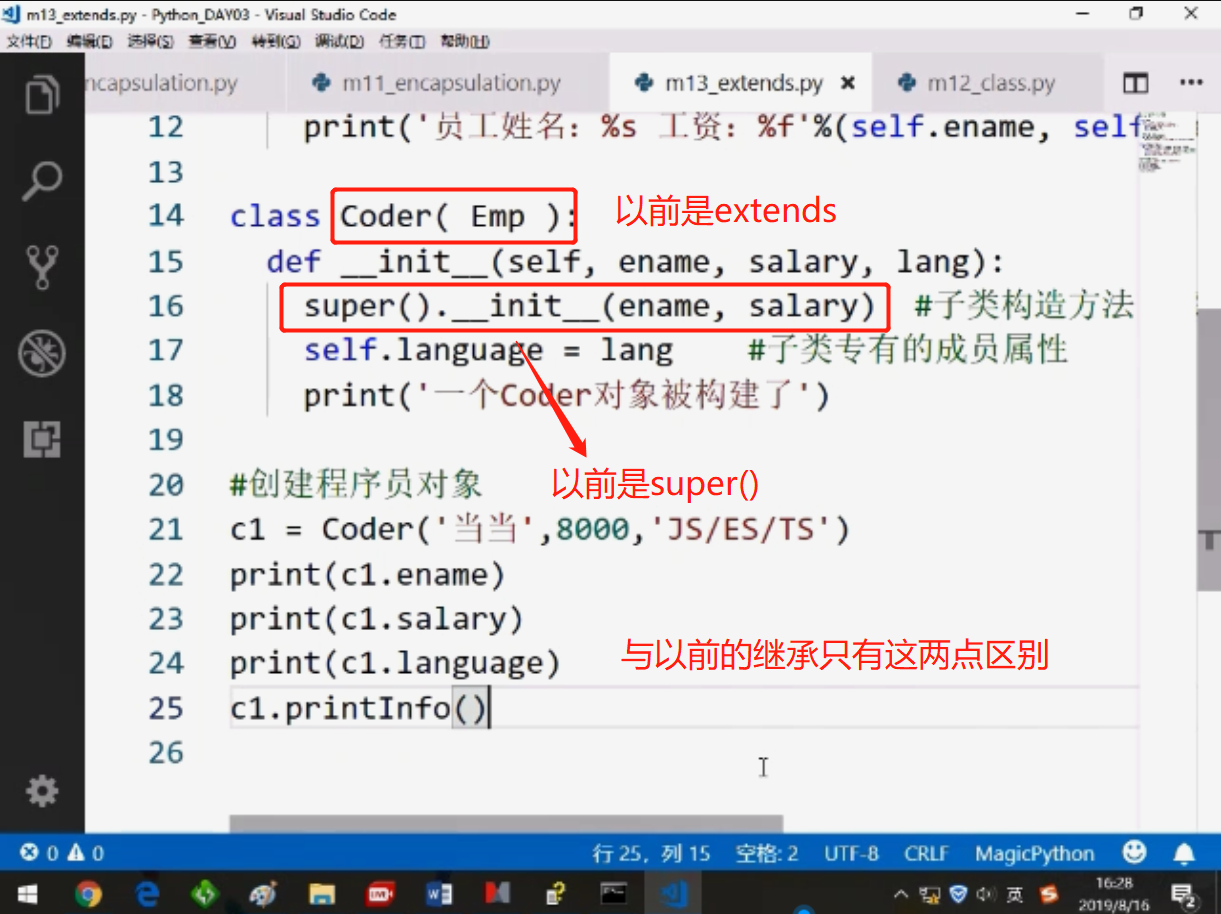 m13_extends.py - Python_DAY03 - Visual Studio Code
文件(F) 编辑(E) 选择(S) 查看(V) 转到(G) 调试(D) 任务(T) 帮助(H)
ncapsulation.py m11_encapsulation.py m13_extends.py m12_class.py
12 print('员工姓名: %s 工资: %f'%(self.ename, self
13
14 class Coder( Emp ): 以前是extends
15 def __init__(self, ename, salary, lang):
16 super().__init__(ename, salary) #子类构造方法
17 self.language = lang #子类专有的成员属性
18 print('一个Coder对象被构建了')
19
20 #创建程序员对象 以前是super()
21 c1 = Coder('当当',8000,'JS/ES/TS')
22 print(c1.ename)
23 print(c1.salary)
24 print(c1.language) 与以前的继承只有这两点区别
25 c1.printInfo()
26
0 0 行 25, 列 15 空格: 2 UTF-8 CRLF MagicPython
英 16:28
2019/8/16 2